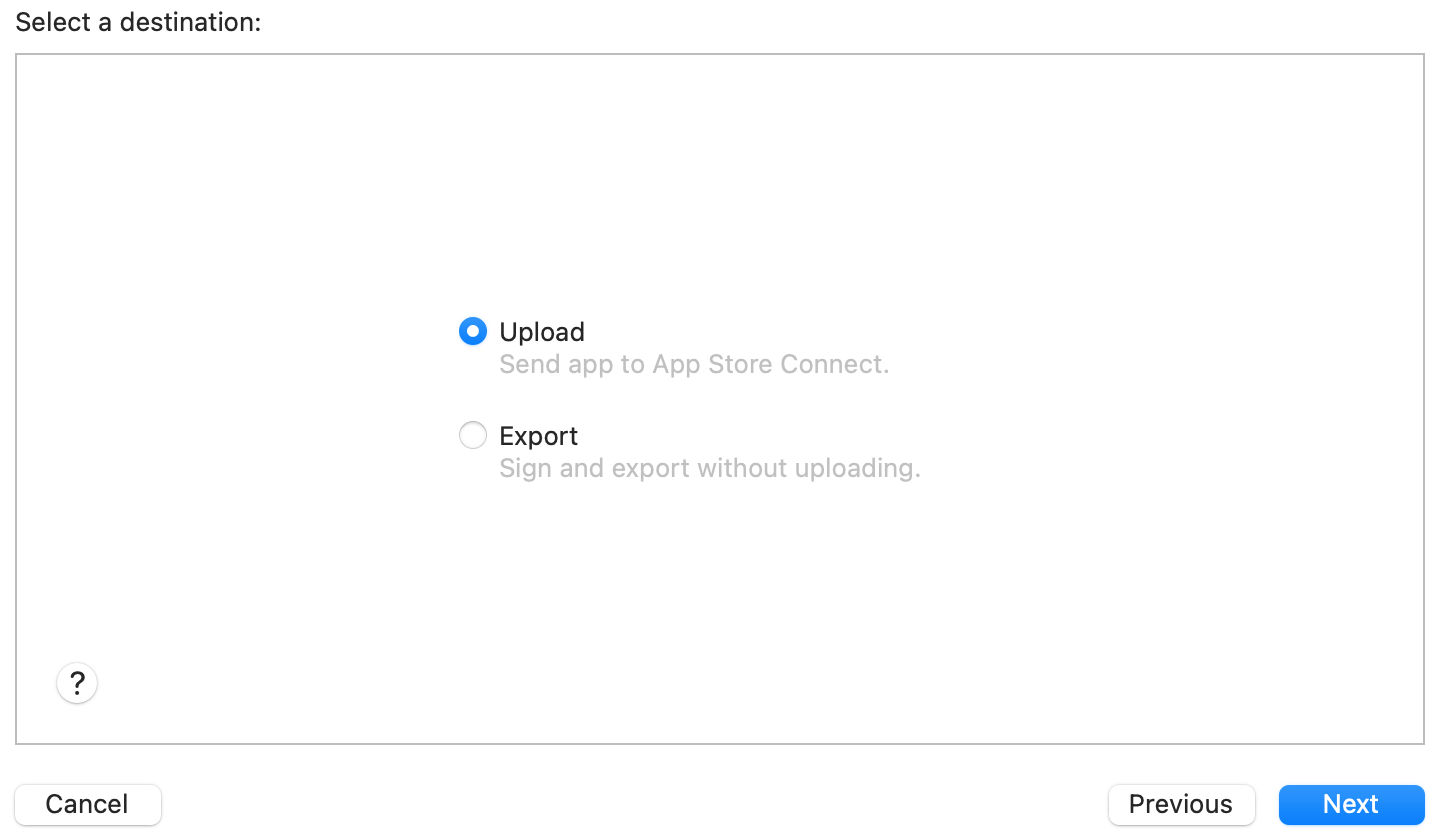 Select a destination:
Upload
Send app to App Store Connect.
Export
Sign and export without uploading.
?
Cancel
Previous
Next